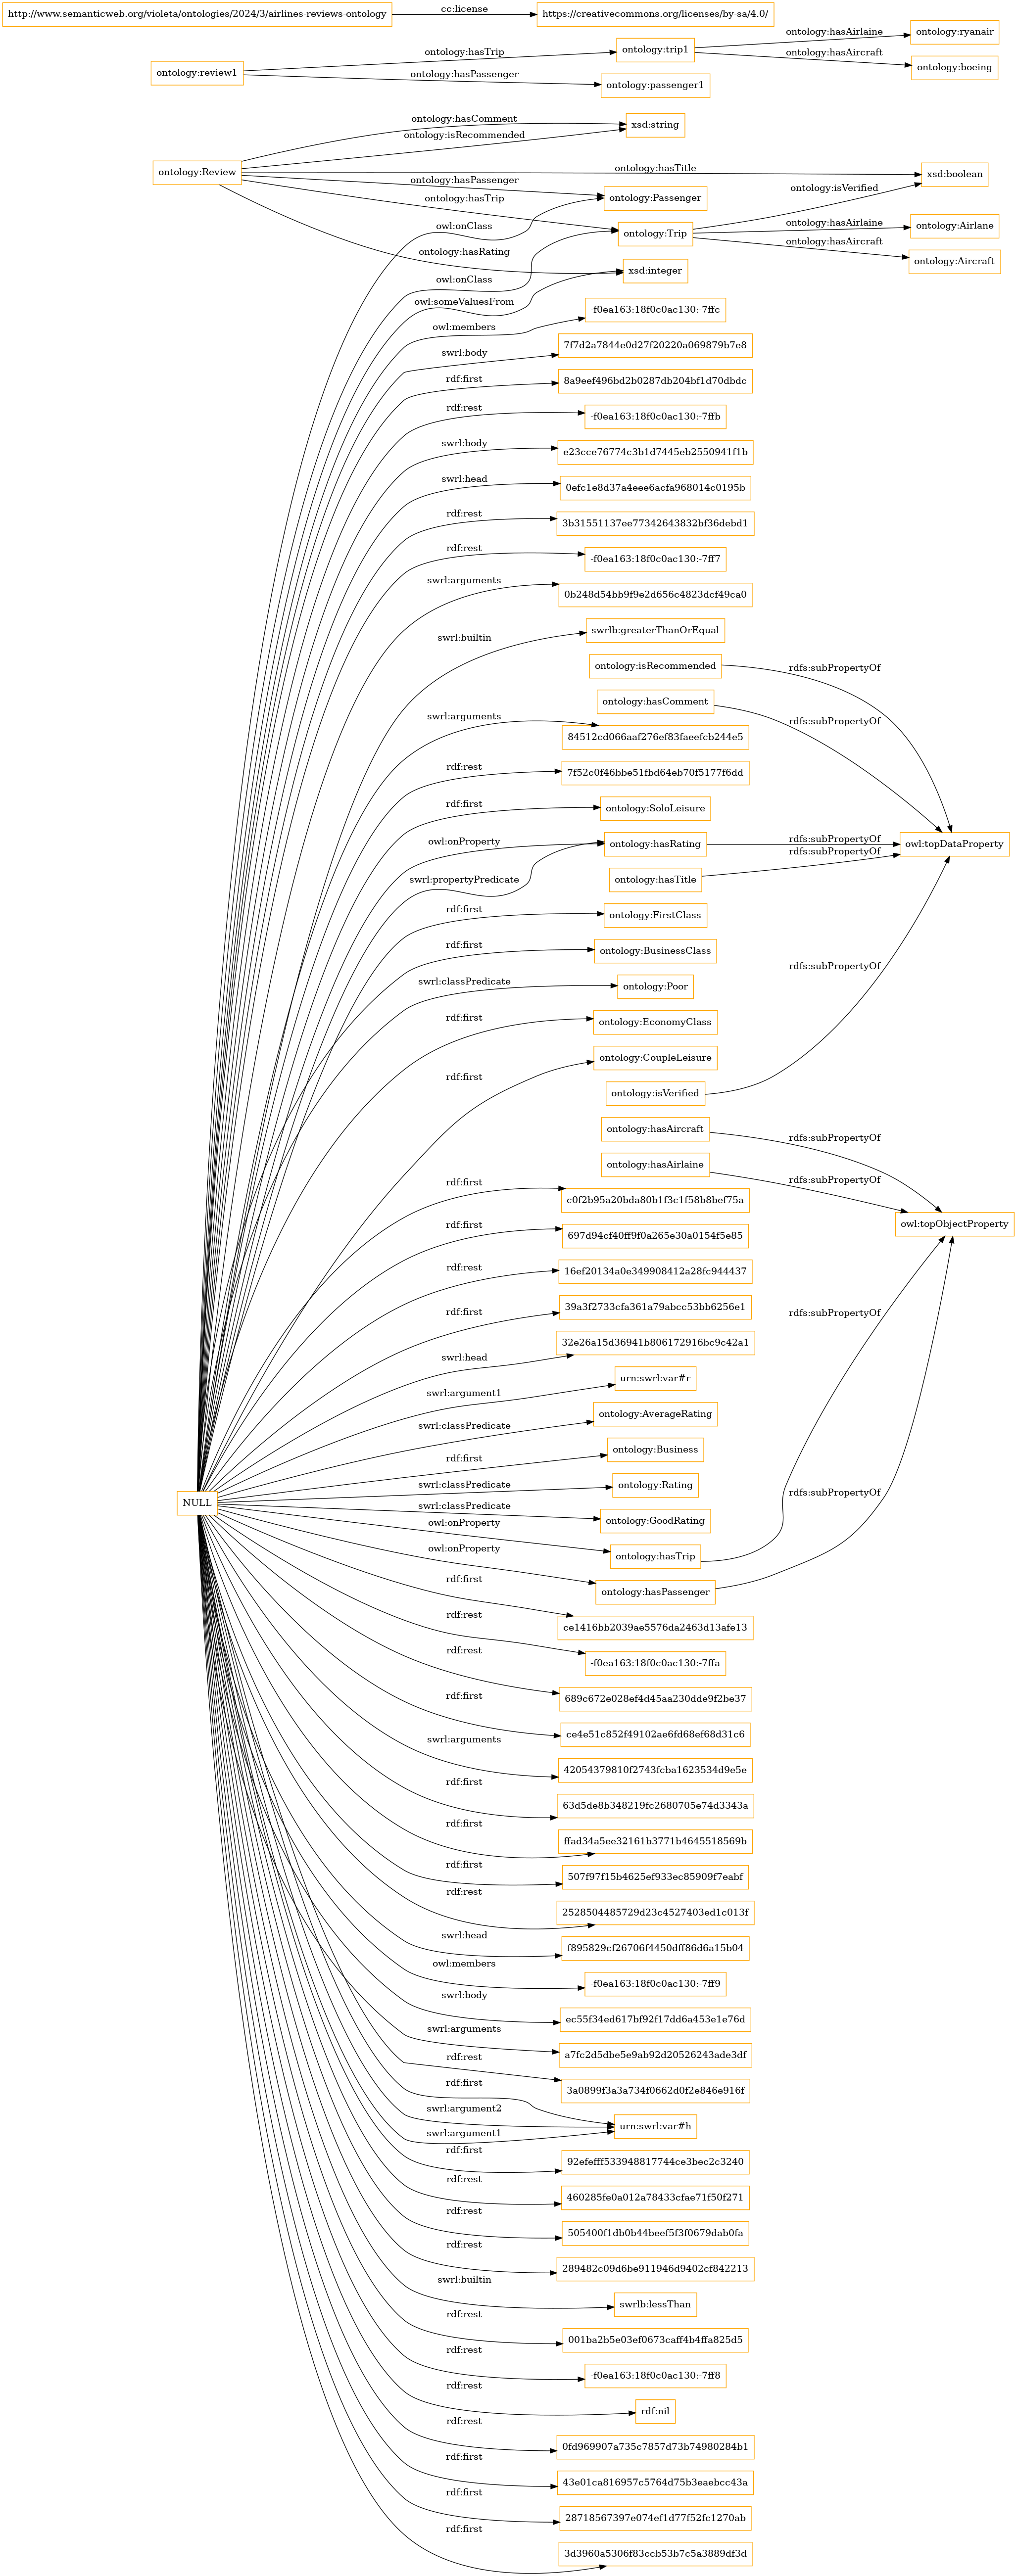 http://www.semanticweb.org/violeta/ontologies/2024/3/airlines-reviews-ontology
cc:license
https://creativecommons.org/licenses/by-sa/4.0/
ontology:review1
ontology:hasTrip
ontology:trip1
ontology:hasAirlaine
ontology:ryanair
ontology:hasAircraft
ontology:boeing
ontology:hasPassenger
ontology:passenger1
ontology:Review
ontology:hasComment
xsd:string
ontology:isRecommended
ontology:hasTitle
xsd:boolean
ontology:hasPassenger
ontology:Passenger
ontology:hasTrip
ontology:Trip
ontology:isVerified
ontology:hasAirlaine
ontology:Airlane
ontology:hasAircraft
ontology:Aircraft
ontology:hasRating
xsd:integer
owl:onClass
owl:onClass
owl:someValuesFrom
owl:members
-f0ea163:18f0c0ac130:-7ffc
swrl:body
7f7d2a7844e0d27f20220a069879b7e8
rdf:first
8a9eef496bd2b0287db204bf1d70dbdc
rdf:rest
-f0ea163:18f0c0ac130:-7ffb
swrl:body
e23cce76774c3b1d7445eb2550941f1b
swrl:head
0efc1e8d37a4eee6acfa968014c0195b
rdf:rest
3b31551137ee77342643832bf36debd1
rdf:rest
-f0ea163:18f0c0ac130:-7ff7
swrl:arguments
0b248d54bb9f9e2d656c4823dcf49ca0
swrl:builtin
swrlb:greaterThanOrEqual
ontology:isRecommended
rdfs:subPropertyOf
ontology:hasComment
rdfs:subPropertyOf
swrl:arguments
84512cd066aaf276ef83faeefcb244e5
rdf:rest
7f52c0f46bbe51fbd64eb70f5177f6dd
rdf:first
ontology:SoloLeisure
owl:onProperty
ontology:hasRating
rdfs:subPropertyOf
owl:topDataProperty
rdfs:subPropertyOf
swrl:propertyPredicate
ontology:hasTitle
rdf:first
ontology:FirstClass
rdf:first
ontology:BusinessClass
rdfs:subPropertyOf
swrl:classPredicate
ontology:Poor
rdf:first
ontology:EconomyClass
rdf:first
ontology:CoupleLeisure
ontology:isVerified
ontology:hasAircraft
rdfs:subPropertyOf
ontology:hasAirlaine
rdfs:subPropertyOf
rdf:first
c0f2b95a20bda80b1f3c1f58b8bef75a
owl:topObjectProperty
rdf:first
697d94cf40ff9f0a265e30a0154f5e85
rdf:rest
16ef20134a0e349908412a28fc944437
rdf:first
39a3f2733cfa361a79abcc53bb6256e1
rdfs:subPropertyOf
swrl:head
32e26a15d36941b806172916bc9c42a1
swrl:argument1
urn:swrl:var#r
swrl:classPredicate
ontology:AverageRating
rdf:first
ontology:Business
swrl:classPredicate
ontology:Rating
rdfs:subPropertyOf
NULL
swrl:classPredicate
ontology:GoodRating
owl:onProperty
ontology:hasTrip
owl:onProperty
ontology:hasPassenger
rdf:first
ce1416bb2039ae5576da2463d13afe13
rdf:rest
-f0ea163:18f0c0ac130:-7ffa
rdf:rest
689c672e028ef4d45aa230dde9f2be37
rdf:first
ce4e51c852f49102ae6fd68ef68d31c6
swrl:arguments
42054379810f2743fcba1623534d9e5e
rdf:first
63d5de8b348219fc2680705e74d3343a
rdf:first
ffad34a5ee32161b3771b4645518569b
rdf:first
507f97f15b4625ef933ec85909f7eabf
rdf:rest
2528504485729d23c4527403ed1c013f
swrl:head
f895829cf26706f4450dff86d6a15b04
owl:members
-f0ea163:18f0c0ac130:-7ff9
swrl:body
ec55f34ed617bf92f17dd6a453e1e76d
swrl:arguments
a7fc2d5dbe5e9ab92d20526243ade3df
rdf:rest
3a0899f3a3a734f0662d0f2e846e916f
rdf:first
swrl:argument2
urn:swrl:var#h
swrl:argument1
rdf:first
92efefff533948817744ce3bec2c3240
rdf:rest
460285fe0a012a78433cfae71f50f271
rdf:rest
505400f1db0b44beef5f3f0679dab0fa
rdf:rest
289482c09d6be911946d9402cf842213
swrl:builtin
swrlb:lessThan
rdf:rest
001ba2b5e03ef0673caff4b4ffa825d5
rdf:rest
-f0ea163:18f0c0ac130:-7ff8
rdf:rest
rdf:nil
rdf:rest
0fd969907a735c7857d73b74980284b1
rdf:first
43e01ca816957c5764d75b3eaebcc43a
rdf:first
28718567397e074ef1d77f52fc1270ab
rdf:first
3d3960a5306f83ccb53b7c5a3889df3d